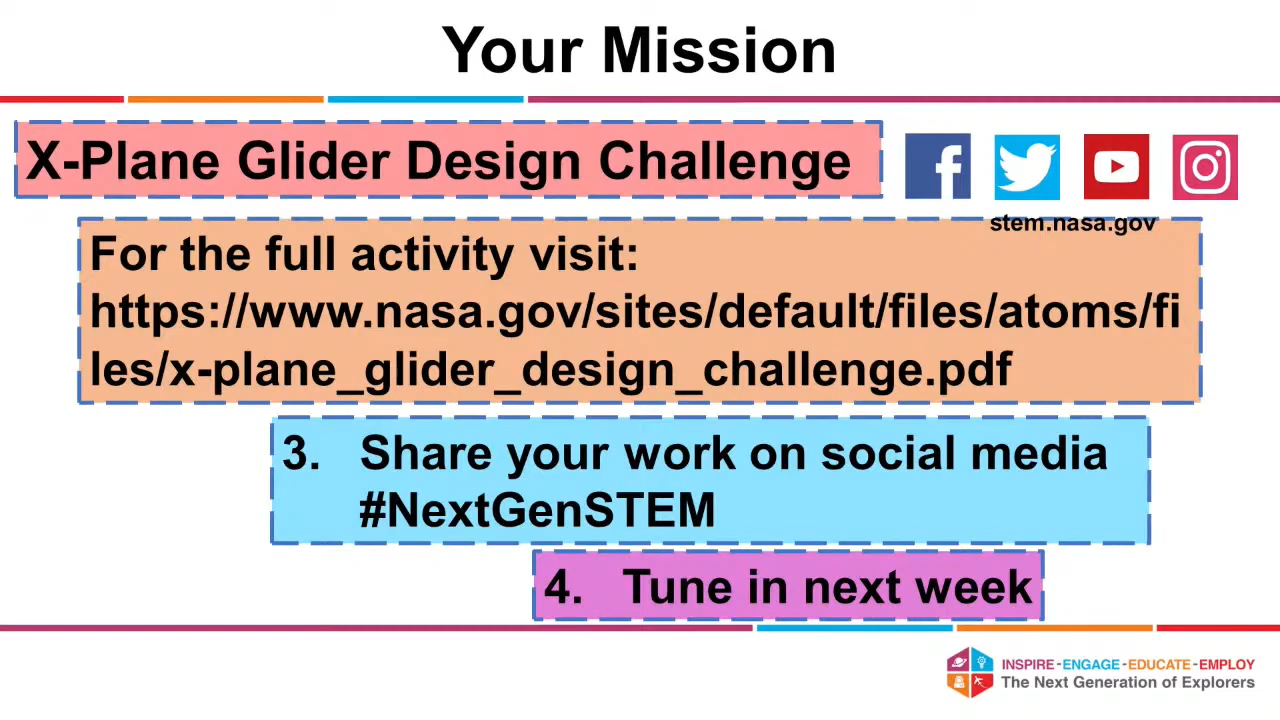 Your Mission
X-Plane Glider Design Challenge
stem.nasa.gov
For the full activity visit:
https://www.nasa.gov/sites/default/files/atoms/fi
les/x-plane_glider_design_challenge.pdf
3. Share your work on social media
#NextGenSTEM
4. Tune in next week
INSPIRE - ENGAGE - EDUCATE - EMPLOY
The Next Generation of Explorers